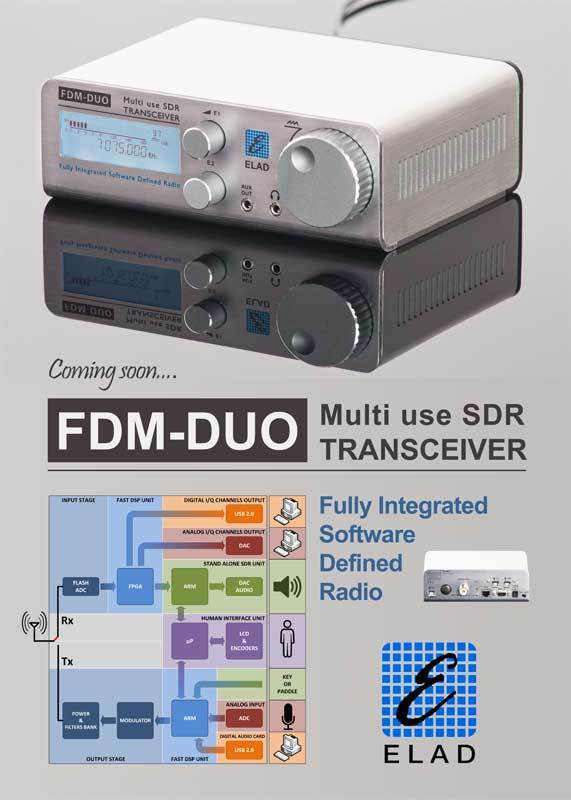 FDM-DUO
Multi use SDR
TRANSCEIVER
7075.000
Fully Integrated Software Defined Radio
E1
E2
ELAD
AUX
OUT
Coming soon....
FDM-DUO
Multi use SDR
TRANSCEIVER
INPUT STAGE
FAST DSP UNIT
DIGITAL I/Q CHANNELS OUTPUT
USB 2.0
ANALOG I/Q CHANNELS OUTPUT
DAC
STAND ALONE SDR UNIT
FLASH
ADC
FPGA
ARM
DAC
AUDIO
Rx
HUMAN INTERFACE UNIT
µP
LCD
&
ENCODERS
Tx
KEY
OR
PADDLE
POWER
&
FILTERS BANK
MODULATOR
ARM
ANALOG INPUT
ADC
DIGITAL AUDIO CARD
USB 2.0
OUTPUT STAGE
FAST DSP UNIT
Fully Integrated
Software
Defined
Radio
E
ELAD